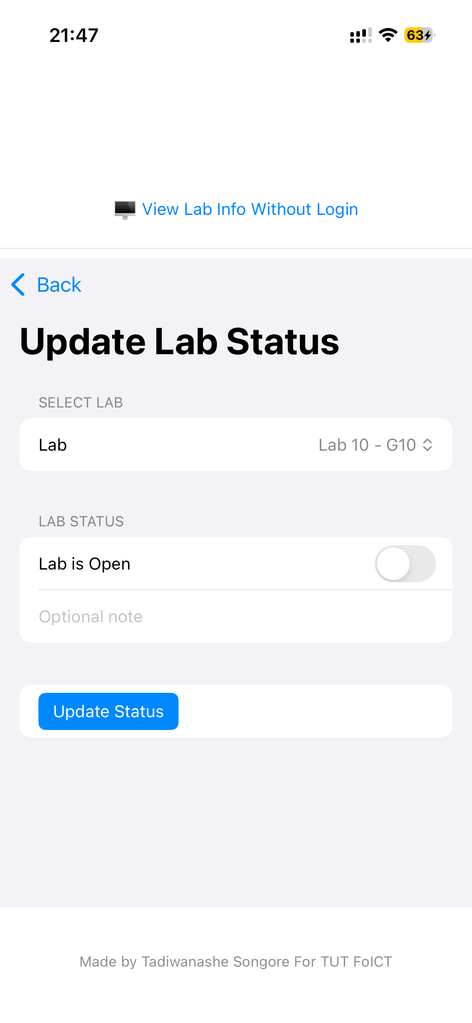 21:47
63
View Lab Info Without Login
Back
Update Lab Status
SELECT LAB
Lab
Lab 10 - G10
LAB STATUS
Lab is Open
Optional note
Update Status
Made by Tadiwanashe Songore For TUT FoICT